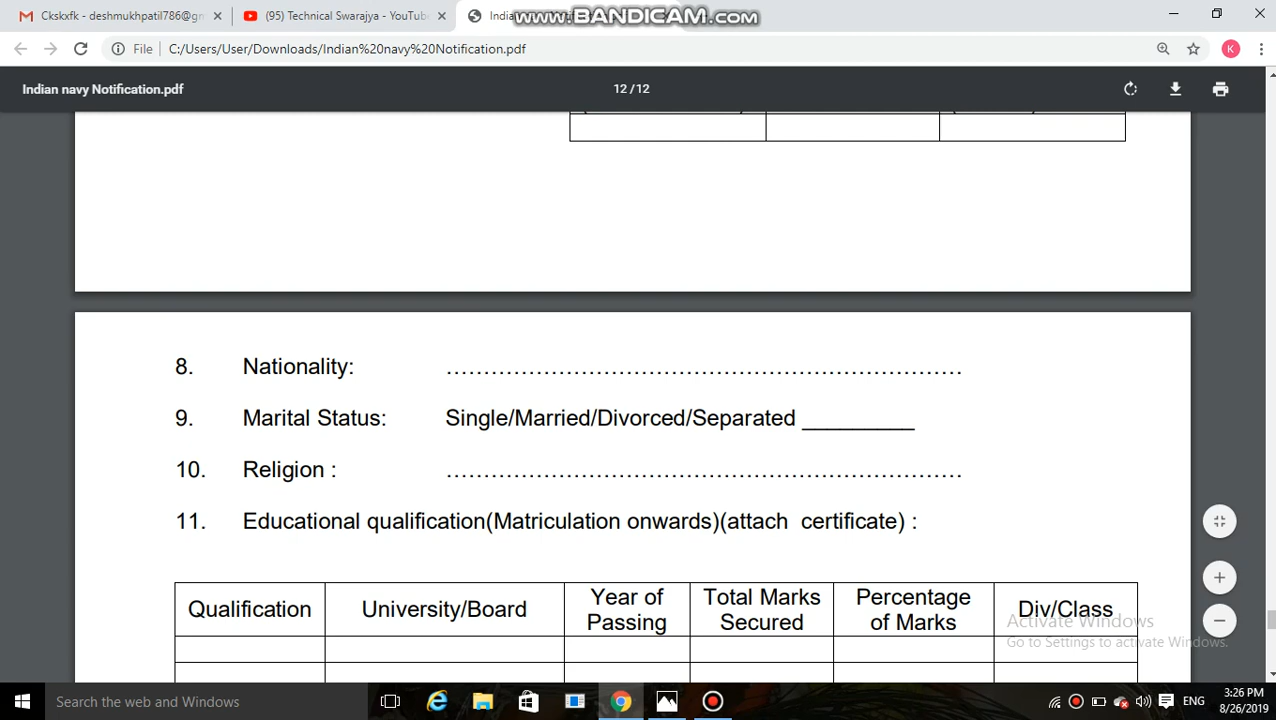 Ckskxfk - deshmukhpatil786@gm
(95) Technical Swarajya - YouTube
www.BANDICAM.com
File
C:/Users/User/Downloads/Indian%20navy%20Notification.pdf
K
Indian navy Notification.pdf
12 / 12
8. Nationality: ……………………………………………………………
9. Marital Status: Single/Married/Divorced/Separated _________
10. Religion : ……………………………………………………………
11. Educational qualification(Matriculation onwards)(attach certificate) :
Qualification University/Board Year of Passing Total Marks Secured Percentage of Marks Div/Class
Activate Windows
Go to Settings to activate Windows.
Search the web and Windows
ENG
3:26 PM
8/26/2019